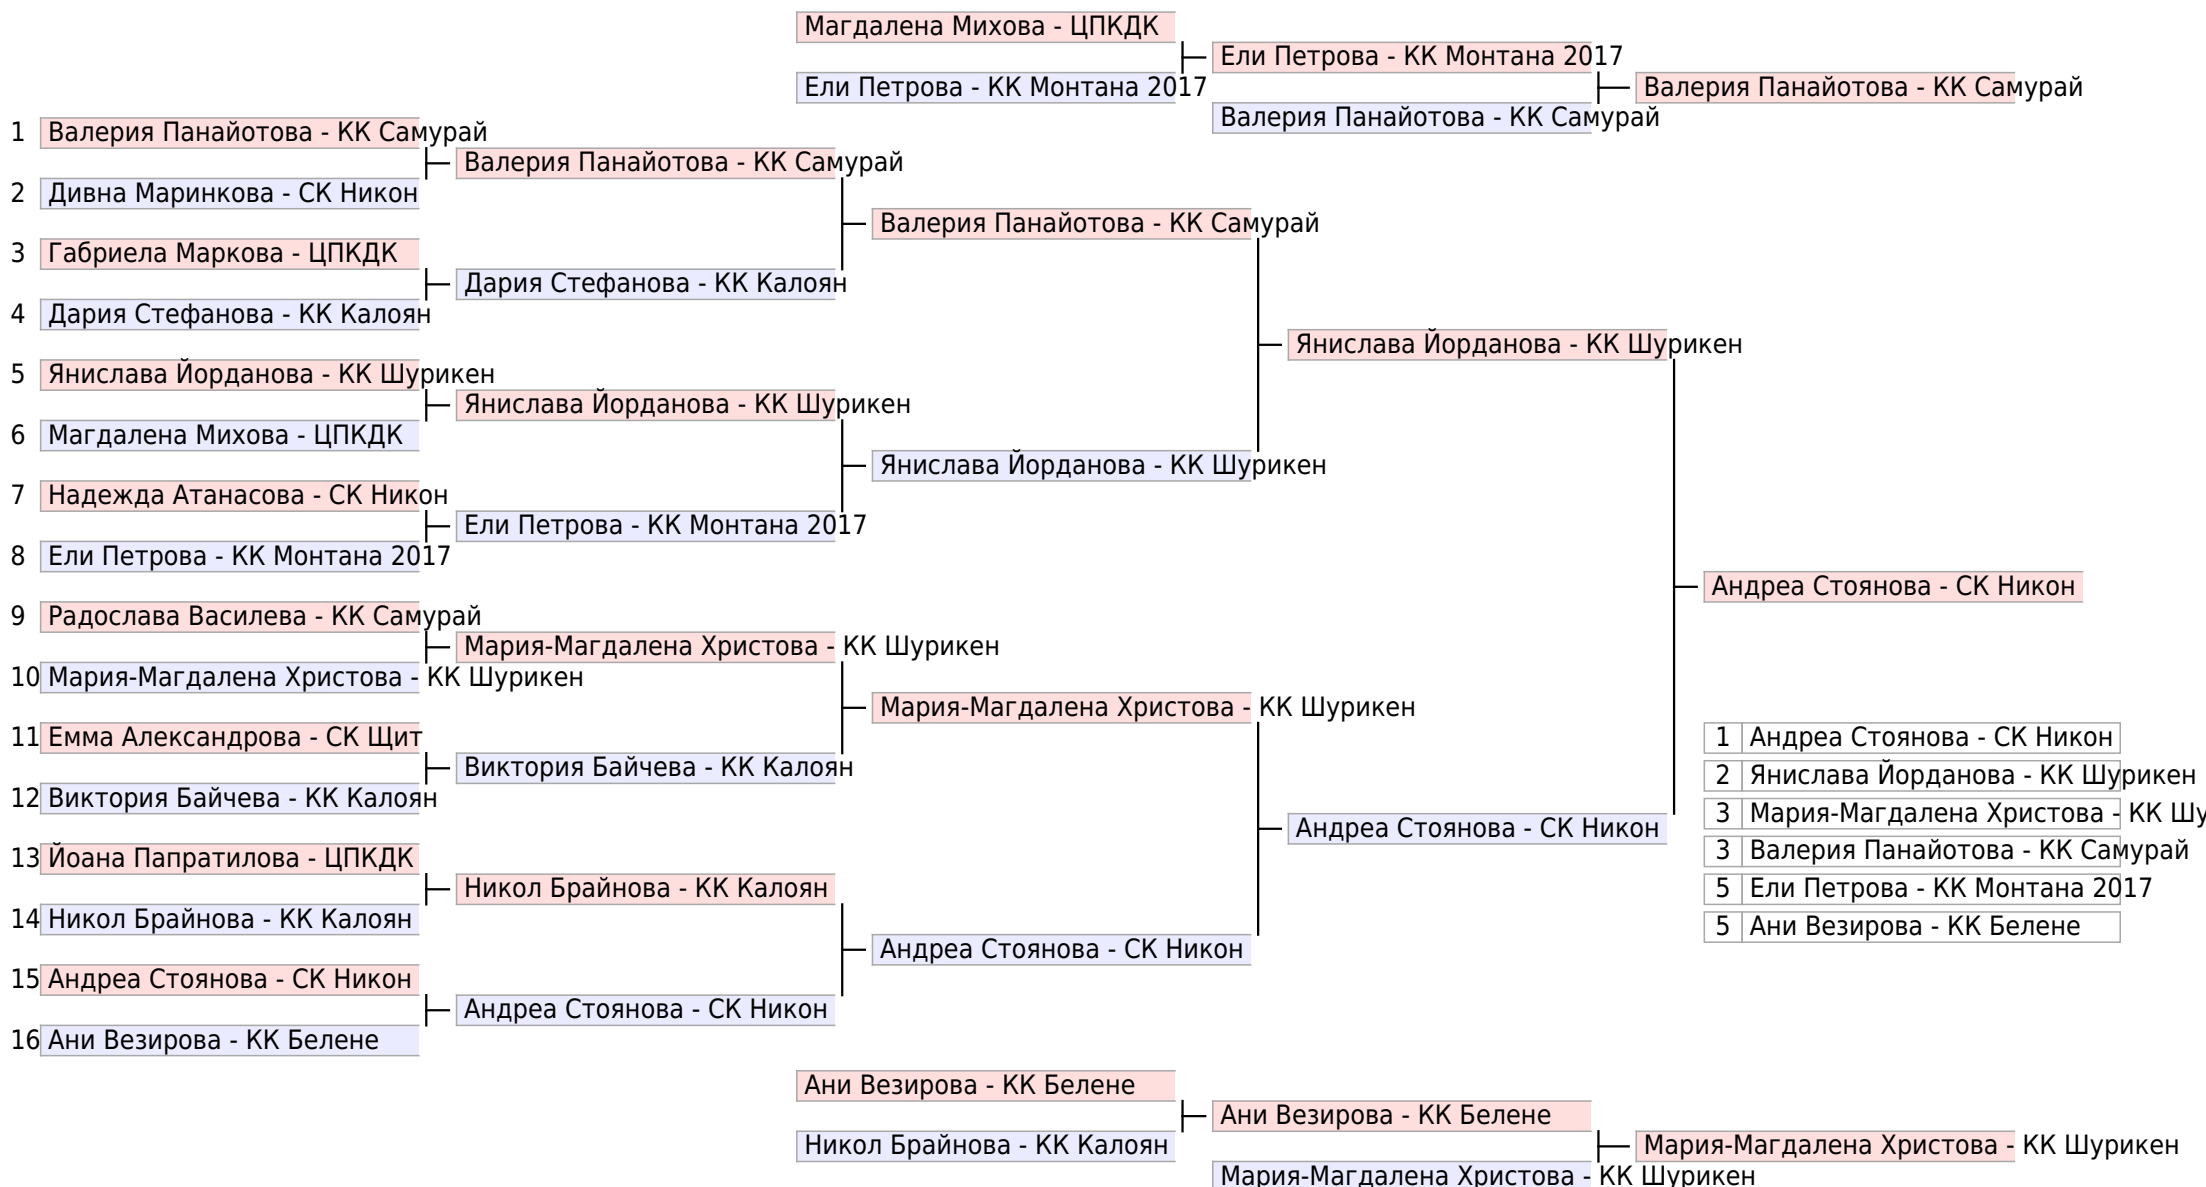 Магдалена Михова - ЦПКДК
Ели Петрова - КК Монтана 2017
Ели Петрова - КК Монтана 2017
Валерия Панайотова - КК Самурай
Валерия Панайотова - КК Самурай
1 Валерия Панайотова - КК Самурай
Валерия Панайотова - КК Самурай
2 Дивна Маринкова - СК Никон
Валерия Панайотова - КК Самурай
3 Габриела Маркова - ЦПКДК
Дария Стефанова - КК Калоян
4 Дария Стефанова - КК Калоян
Янислава Йорданова - КК Шурикен
5 Янислава Йорданова - КК Шурикен
Янислава Йорданова - КК Шурикен
6 Магдалена Михова - ЦПКДК
Янислава Йорданова - КК Шурикен
7 Надежда Атанасова - СК Никон
Ели Петрова - КК Монтана 2017
8 Ели Петрова - КК Монтана 2017
Андреа Стоянова - СК Никон
9 Радослава Василева - КК Самурай
Мария-Магдалена Христова - КК Шурикен
10 Мария-Магдалена Христова - КК Шурикен
Мария-Магдалена Христова - КК Шурикен
11 Емма Александрова - СК Щит
Виктория Байчева - КК Калоян
12 Виктория Байчева - КК Калоян
Андреа Стоянова - СК Никон
13 Йоана Папратилова - ЦПКДК
Никол Брайнова - КК Калоян
14 Никол Брайнова - КК Калоян
Андреа Стоянова - СК Никон
15 Андреа Стоянова - СК Никон
Андреа Стоянова - СК Никон
16 Ани Везирова - КК Белене
1 Андреа Стоянова - СК Никон
2 Янислава Йорданова - КК Шурикен
3 Мария-Магдалена Христова - КК Шу
3 Валерия Панайотова - КК Самурай
5 Ели Петрова - КК Монтана 2017
5 Ани Везирова - КК Белене
Ани Везирова - КК Белене
Ани Везирова - КК Белене
Никол Брайнова - КК Калоян
Мария-Магдалена Христова - КК Шурикен
Мария-Магдалена Христова - КК Шурикен